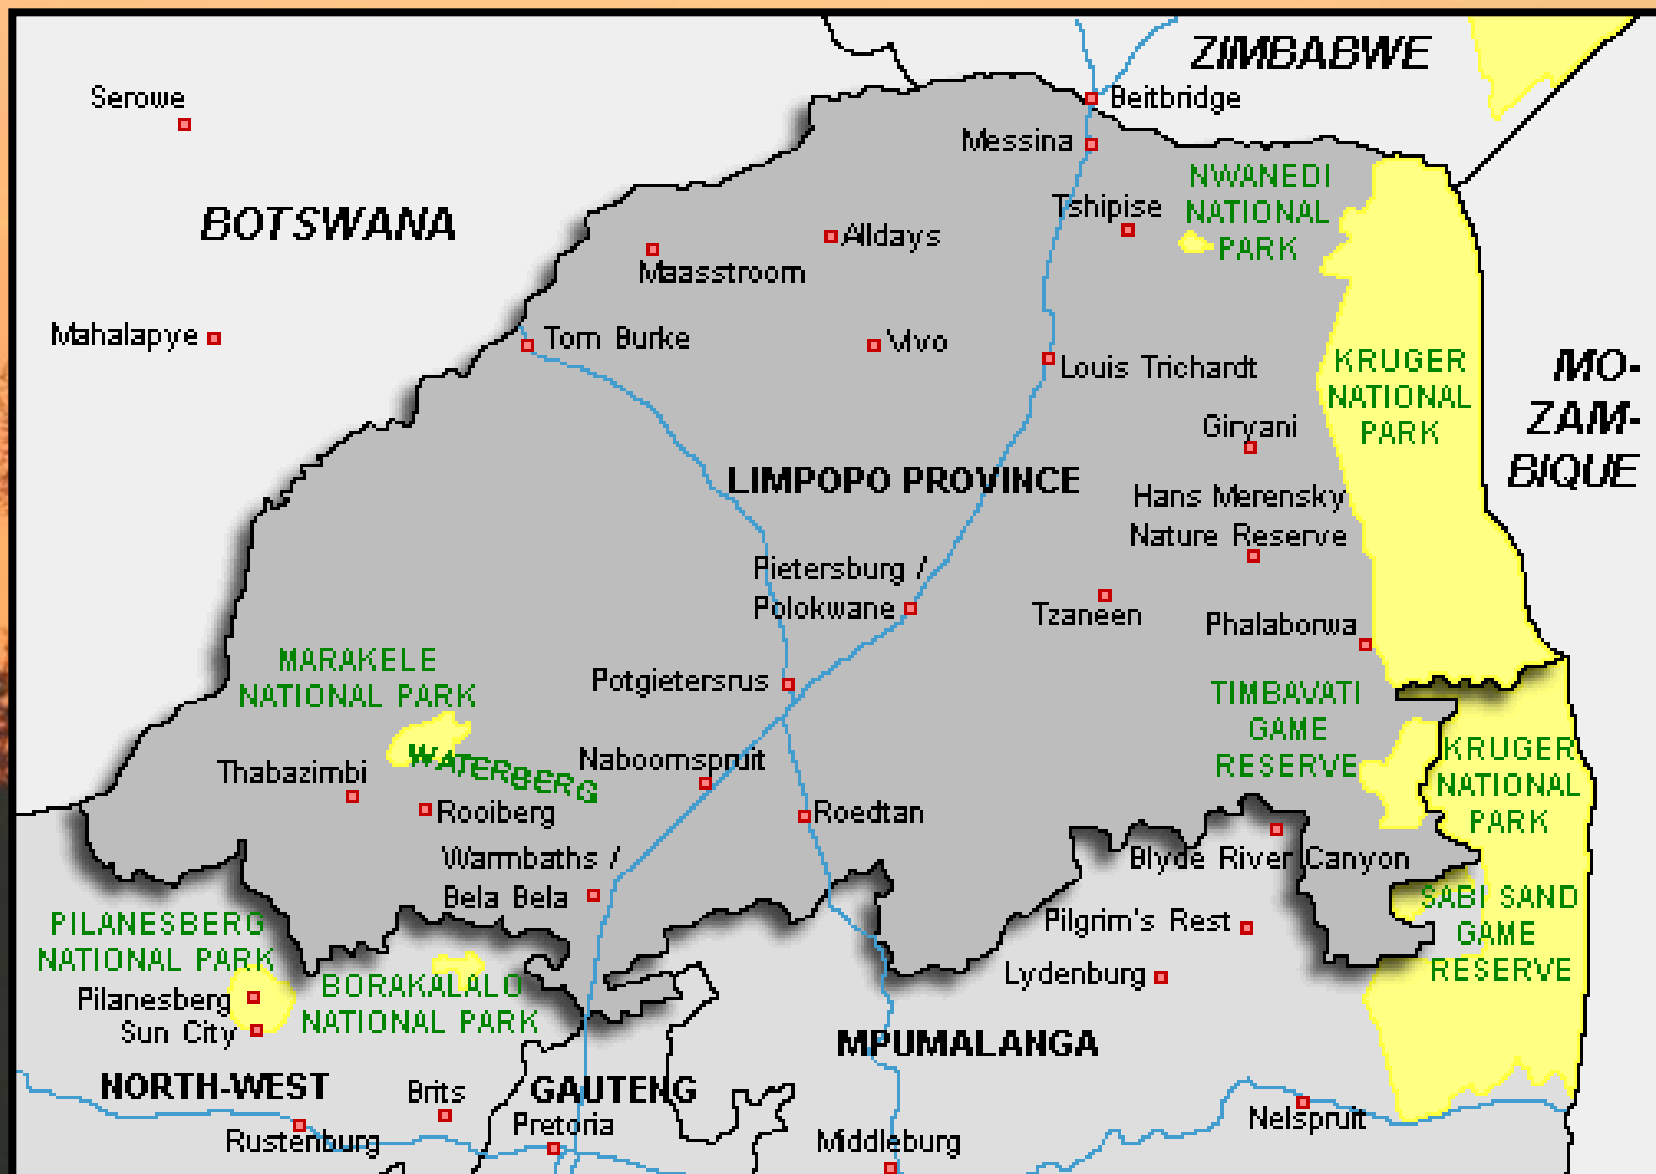 ZIMBABWE
Serowe
Beitbridge
Messina
NWANEDI
NATIONAL
PARK
Tshipise
BOTSWANA
Alldays
Maasstroom
Mahalapye
Tom Burke
Vivo
Louis Trichardt
KRUGER
NATIONAL
PARK
MO-
ZAM-
BIQUE
Giryani
LIMPOPO PROVINCE
Hans Merensky
Nature Reserve
Pietersburg /
Polokwane
Tzaneen
Phalaborwa
MARAKELE
NATIONAL PARK
Potgietersrus
TIMBAVATI
GAME
RESERVE
WATERBERG
Naboomspruit
KRUGER
NATIONAL
PARK
Thabazimbi
Rooiberg
Roedtan
Warmbaths /
Bela Bela
Blyde River Canyon
SABI SAND
GAME
RESERVE
PILANESBERG
NATIONAL PARK
Pilgrim's Rest
Lydenburg
Pilanesberg
Sun City
BORAKALALO
NATIONAL PARK
MPUMALANGA
NORTH-WEST
Brits
GAUTENG
Pretoria
Rustenburg
Middleburg
Nelspruit